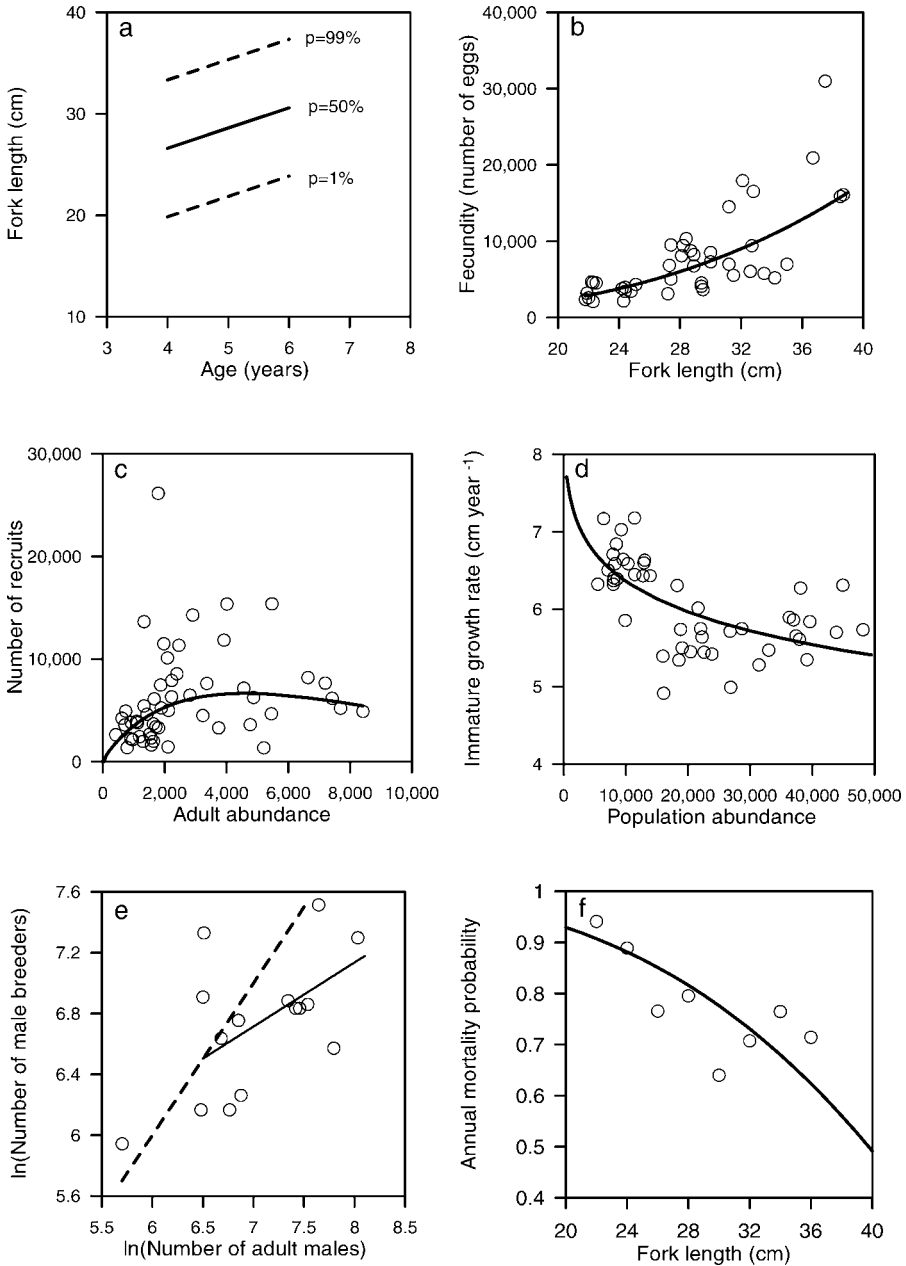 a
p=99%
p=50%
p=1%
40
30
20
10
3 4 5 6 7 8
Fork length (cm)
Age (years)
b
40,000
30,000
20,000
10,000
0
20 24 28 32 36 40
Fecundity (number of eggs)
Fork length (cm)
c
30,000
20,000
10,000
0
0 2,000 4,000 6,000 8,000 10,000
Number of recruits
Adult abundance
d
8
7
6
5
4
0 10,000 20,000 30,000 40,000 50,000
Immature growth rate (cm year -1)
Population abundance
e
7.6
7.2
6.8
6.4
6
5.6
5.5 6 6.5 7 7.5 8 8.5
ln(Number of male breeders)
ln(Number of adult males)
f
1
0.9
0.8
0.7
0.6
0.5
0.4
20 24 28 32 36 40
Annual mortality probability
Fork length (cm)